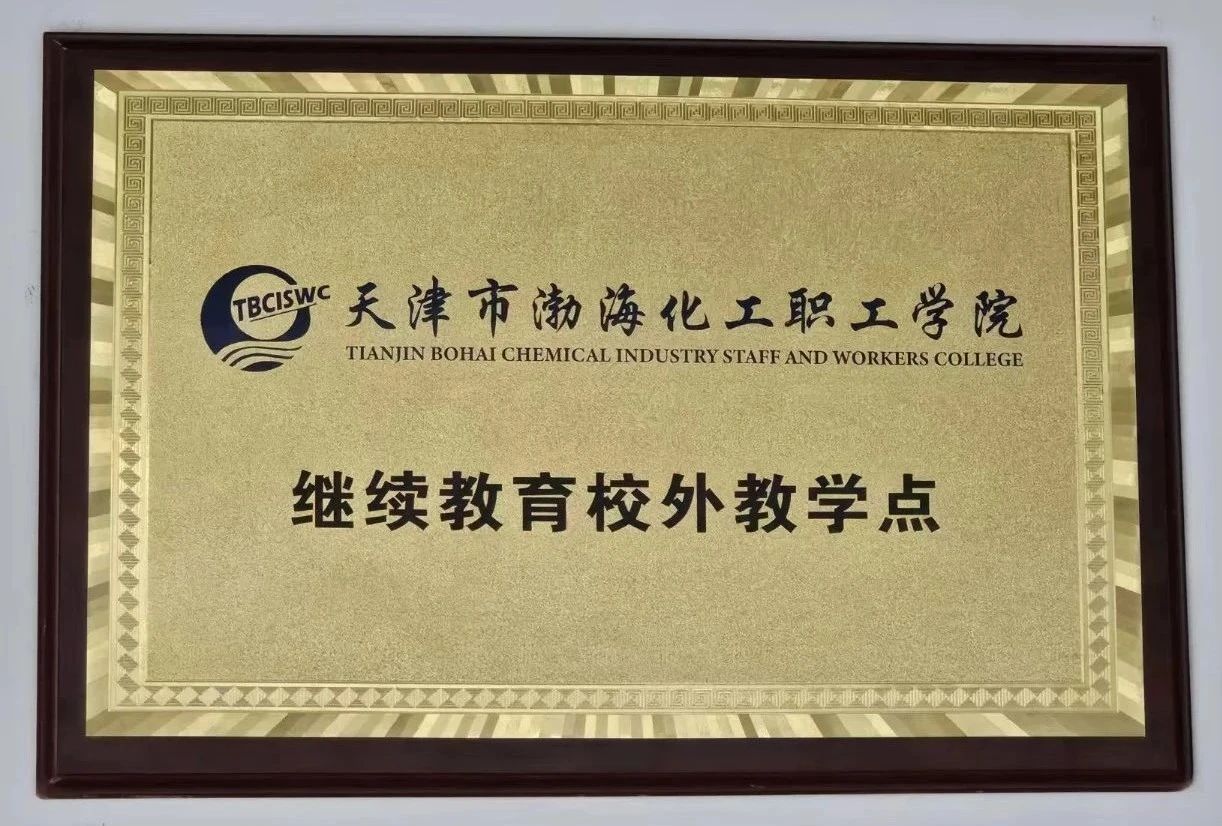 TBCISWC
天津市渤海化工职工学院
TIANJIN BOHAI CHEMICAL INDUSTRY STAFF AND WORKERS COLLEGE
继续教育校外教学点